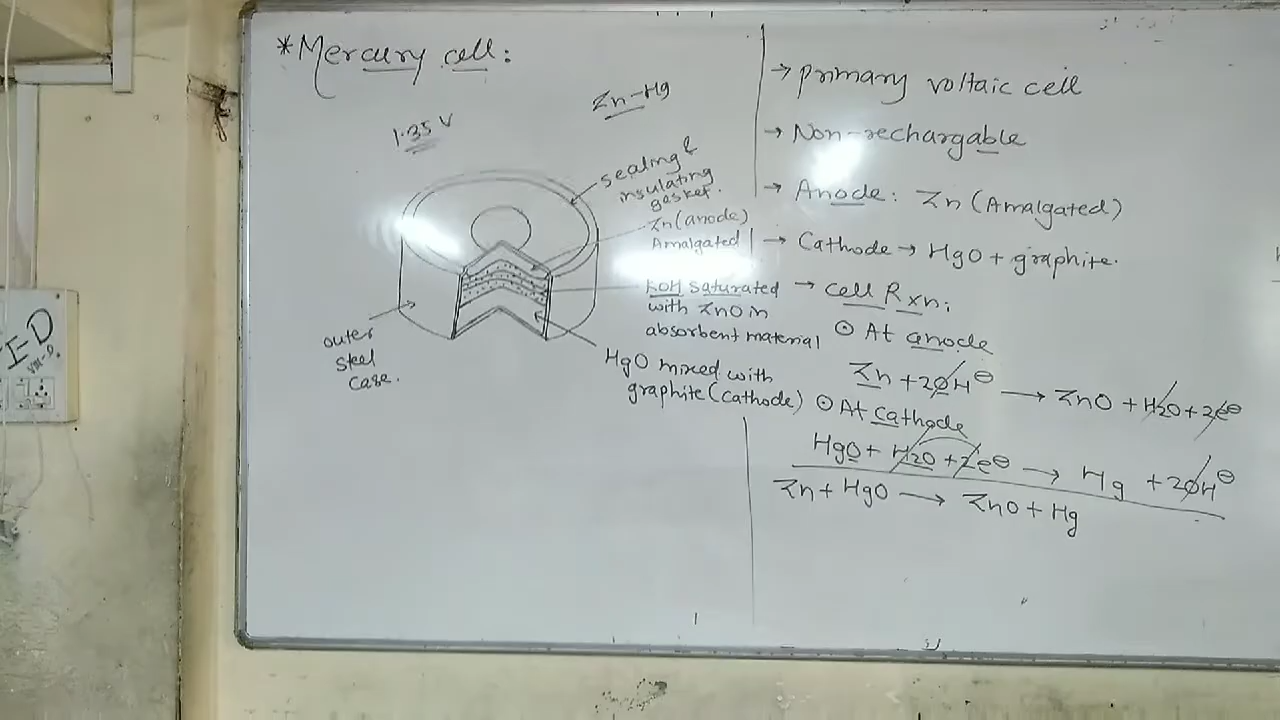 *Mercury cell:
Zn-Hg
1.35 V
sealing &
insulating
gasket.
Zn(anode)
Amalgated
KOH saturated
with ZnO in
absorbent material
HgO mixed with
graphite (cathode)
outer
steel
case.
→ primary voltaic cell
→ Non-rechargable
→ Anode: Zn (Amalgated)
→ Cathode → HgO + graphite.
→ cell Rxn:
⊙ At anode
Zn + 2OH⊖ → ZnO + H2O + 2e⊖
⊙ At cathode
HgO + H2O + 2e⊖ → Hg + 2OH⊖
Zn + HgO → ZnO + Hg
I-D